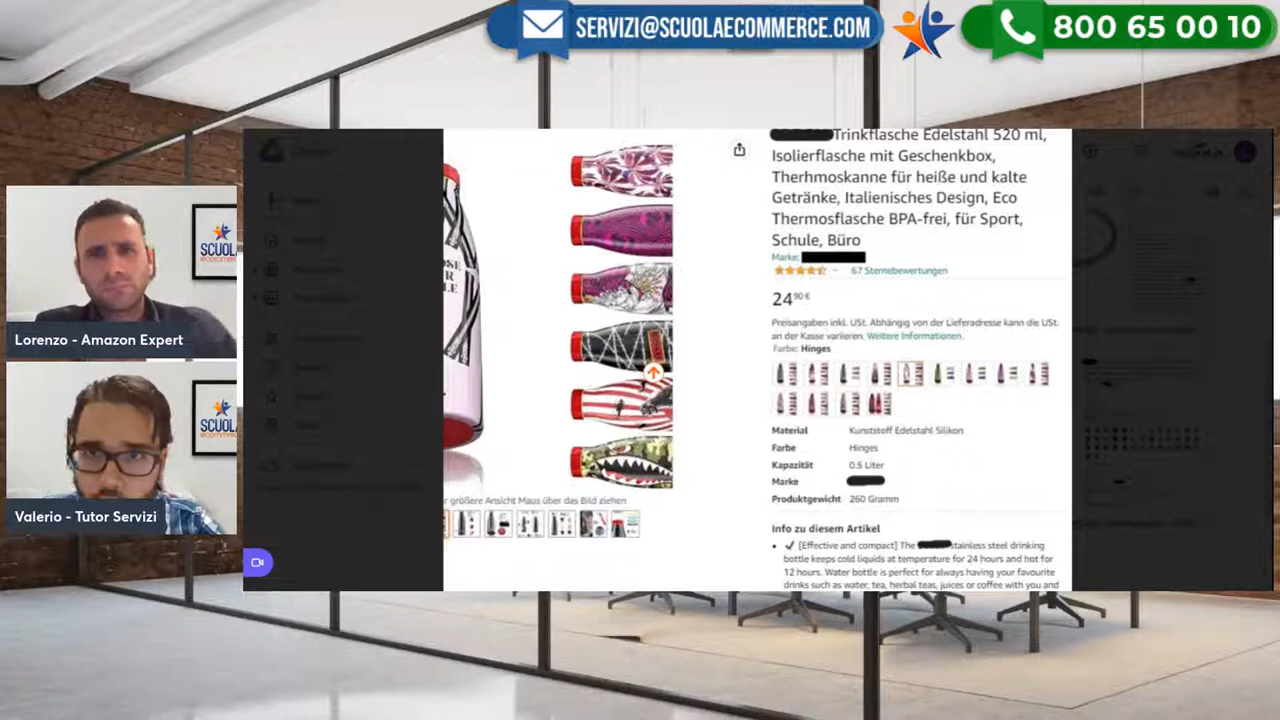 SERVIZI@SCUOLAECOMMERCE.COM
800 65 00 10
SCUOL
ecommerce
Lorenzo - Amazon Expert
SCUOL
ecommerce
Valerio - Tutor Servizi
Trinkflasche Edelstahl 520 ml,
Isolierflasche mit Geschenkbox,
Therhmoskanne für heiße und kalte
Getränke, Italienisches Design, Eco
Thermosflasche BPA-frei, für Sport,
Schule, Büro
Marke:
67 Sternebewertungen
24,90 €
Preisangaben inkl. USt. Abhängig von der Lieferadresse kann die USt.
an der Kasse variieren. Weitere Informationen.
Farbe: Hinges
Material Kunststoff Edelstahl Silikon
Farbe Hinges
Kapazität 0.5 Liter
Marke
Produktgewicht 260 Gramm
größere Ansicht Maus über das Bild ziehen
Info zu diesem Artikel
• ✔ [Effective and compact] The stainless steel drinking
bottle keeps cold liquids at temperature for 24 hours and hot for
12 hours. Water bottle is perfect for always having your favourite
drinks such as water, tea, herbal teas, juices or coffee with you and